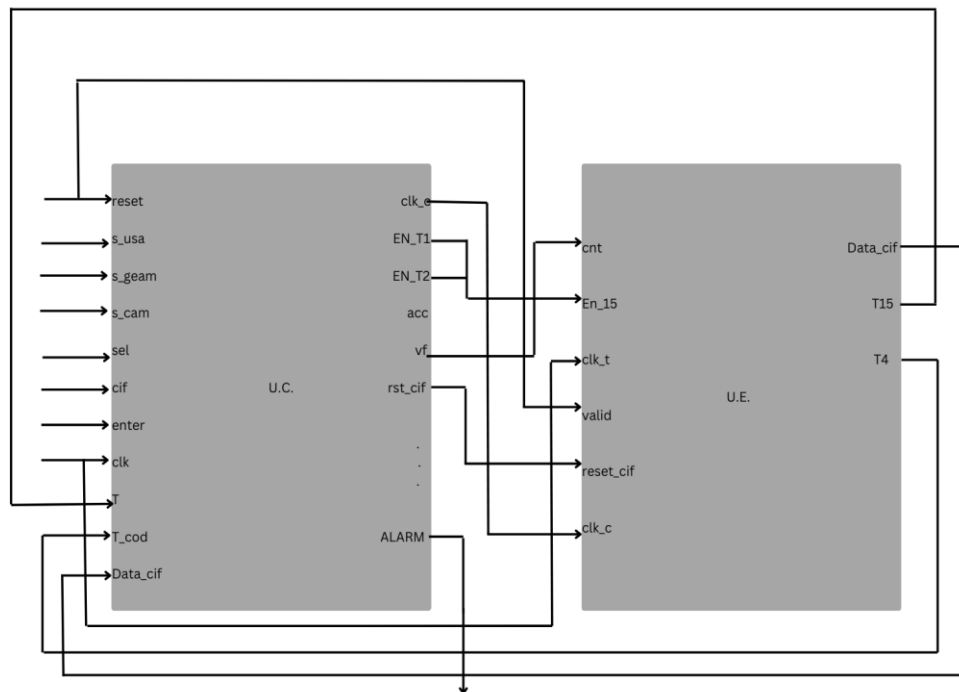 reset
s_usa
s_geam
s_cam
sel
cif
enter
clk
T
T_cod
Data_cif
U.C.
clk_c
EN_T1
EN_T2
acc
vf
rst_cif
.
.
.
ALARM
cnt
En_15
clk_t
valid
reset_cif
clk_c
U.E.
Data_cif
T15
T4